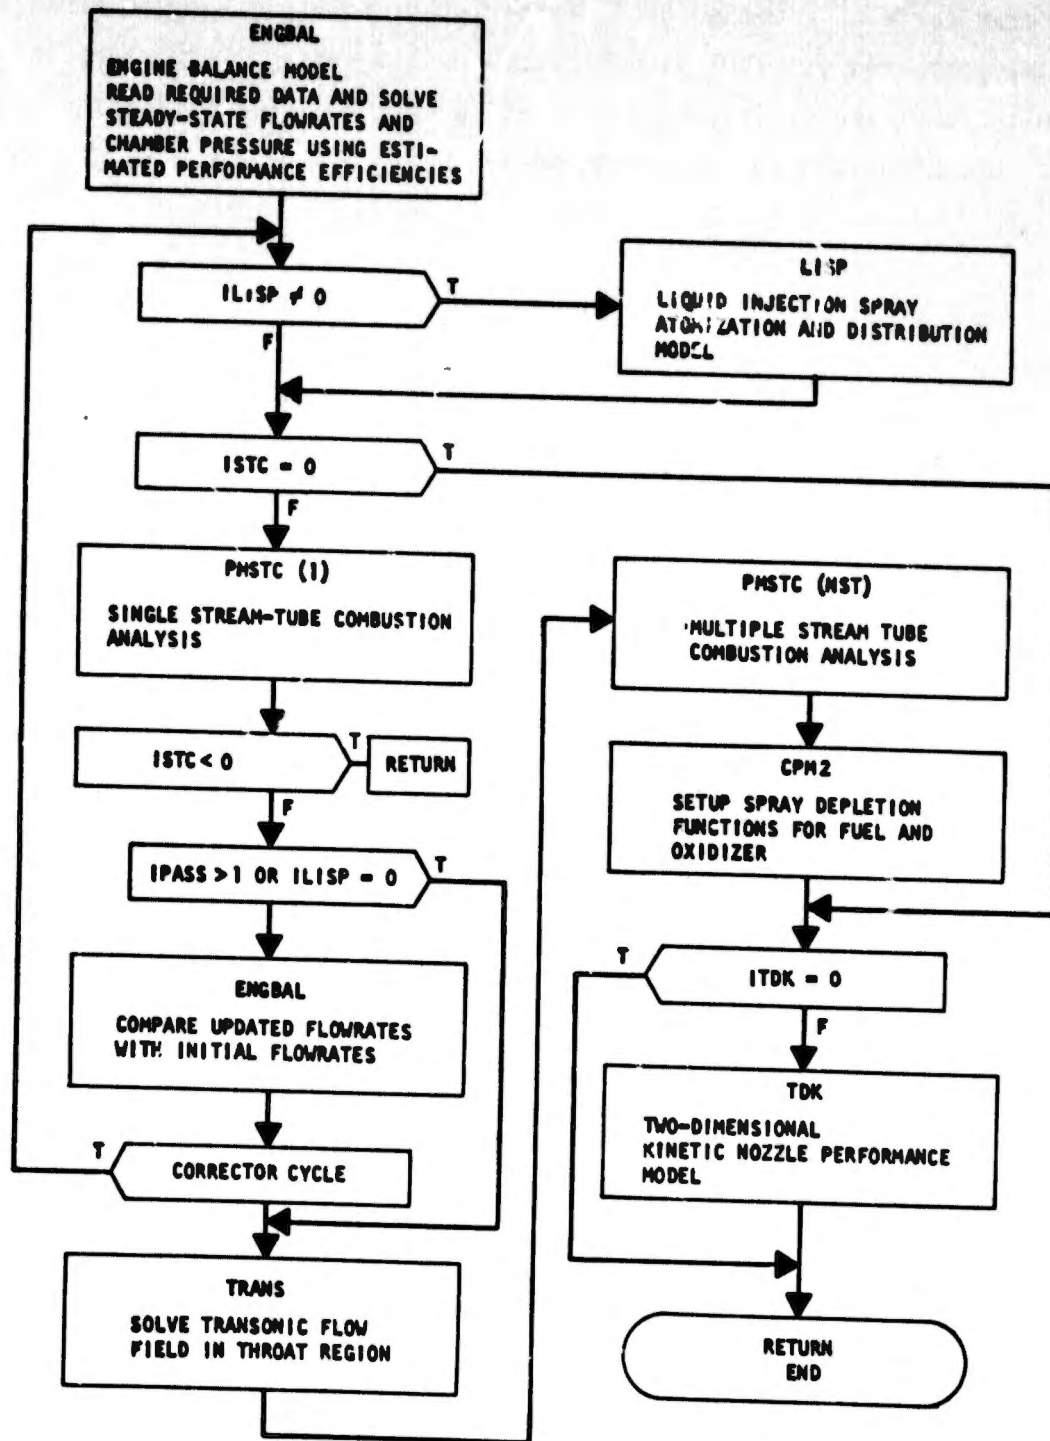 ENGBAL
ENGINE BALANCE MODEL
READ REQUIRED DATA AND SOLVE
STEADY-STATE FLOWRATES AND
CHAMBER PRESSURE USING ESTI-
MATED PERFORMANCE EFFICIENCIES
ILISP ≠ 0
T
F
LISP
LIQUID INJECTION SPRAY
ATOMIZATION AND DISTRIBUTION
MODEL
ISTC = 0
T
F
PMSTC (1)
SINGLE STREAM-TUBE COMBUSTION
ANALYSIS
ISTC < 0
T
RETURN
F
IPASS > 1 OR ILISP = 0
T
ENGBAL
COMPARE UPDATED FLOWRATES
WITH INITIAL FLOWRATES
T
CORRECTOR CYCLE
TRANS
SOLVE TRANSONIC FLOW
FIELD IN THROAT REGION
PMSTC (NST)
MULTIPLE STREAM TUBE
COMBUSTION ANALYSIS
CPM2
SETUP SPRAY DEPLETION
FUNCTIONS FOR FUEL AND
OXIDIZER
T
ITDK = 0
F
TDK
TWO-DIMENSIONAL
KINETIC NOZZLE PERFORMANCE
MODEL
RETURN
END